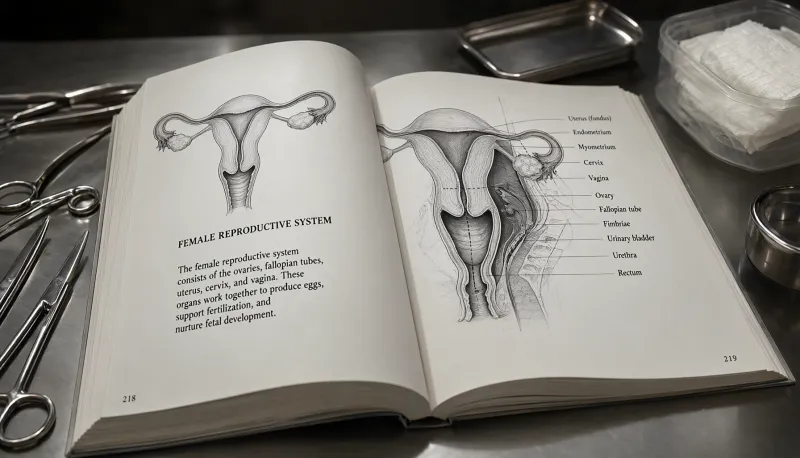 FEMALE REPRODUCTIVE SYSTEM
The female reproductive system
consists of the ovaries, fallopian tubes,
uterus, cervix, and vagina. These
organs work together to produce eggs,
support fertilization, and
nurture fetal development.
218
Uterus (fundus)
Endometrium
Myometrium
Cervix
Vagina
Ovary
Fallopian tube
Fimbriae
Urinary bladder
Urethra
Rectum
219